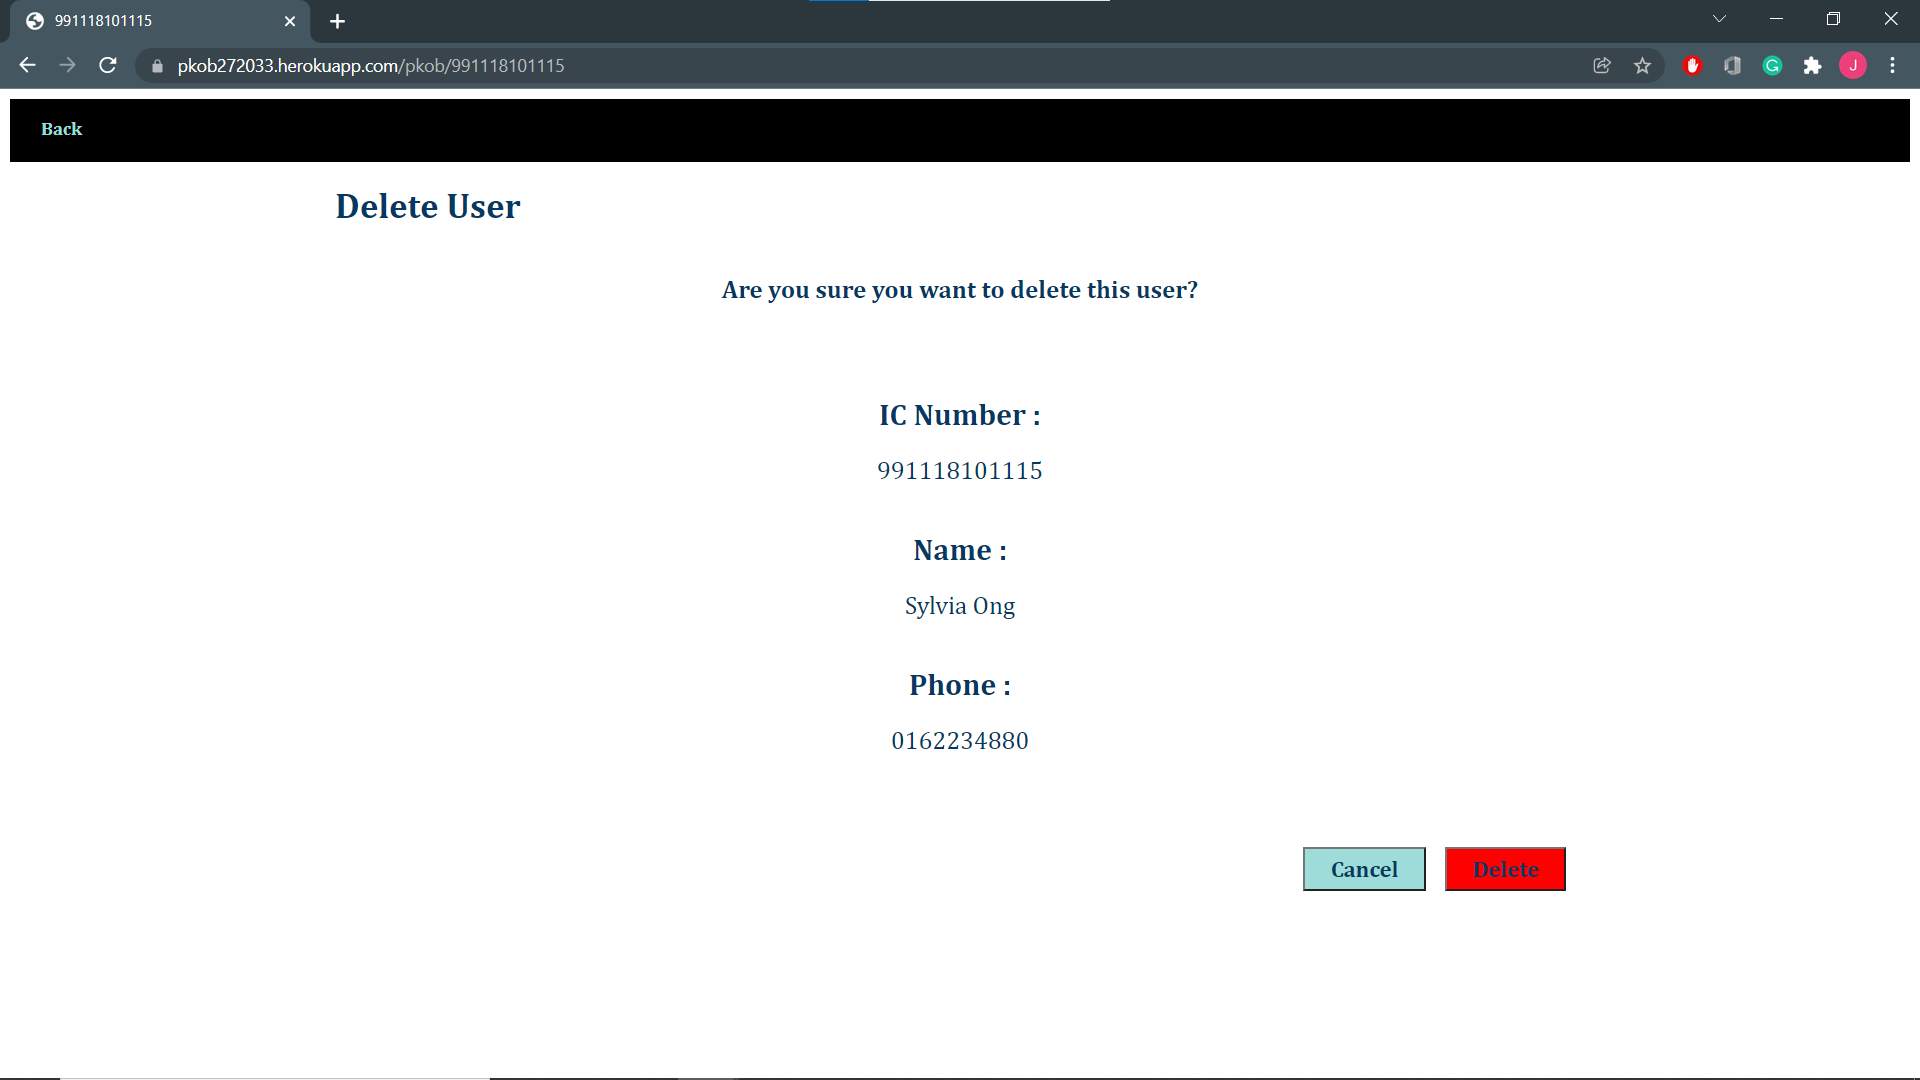 991118101115
pkob272033.herokuapp.com/pkob/991118101115
J
Back
Delete User
Are you sure you want to delete this user?
IC Number :
991118101115
Name :
Sylvia Ong
Phone :
0162234880
Cancel Delete